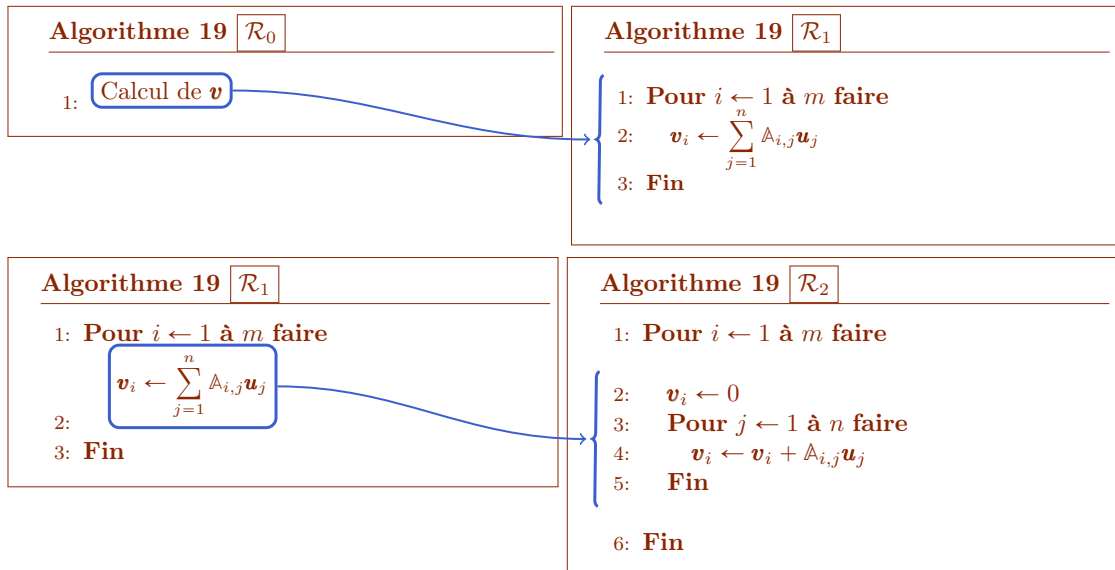 Algorithme 19 R₀
1: Calcul de v
Algorithme 19 R₁
1: Pour i ← 1 à m faire
2: vᵢ ← ∑ⱼ₌₁ⁿ 𝔸ᵢ,ⱼuⱼ
3: Fin
Algorithme 19 R₁
1: Pour i ← 1 à m faire
2: vᵢ ← ∑ⱼ₌₁ⁿ 𝔸ᵢ,ⱼuⱼ
3: Fin
Algorithme 19 R₂
1: Pour i ← 1 à m faire
2: vᵢ ← 0
3: Pour j ← 1 à n faire
4: vᵢ ← vᵢ + 𝔸ᵢ,ⱼuⱼ
5: Fin
6: Fin